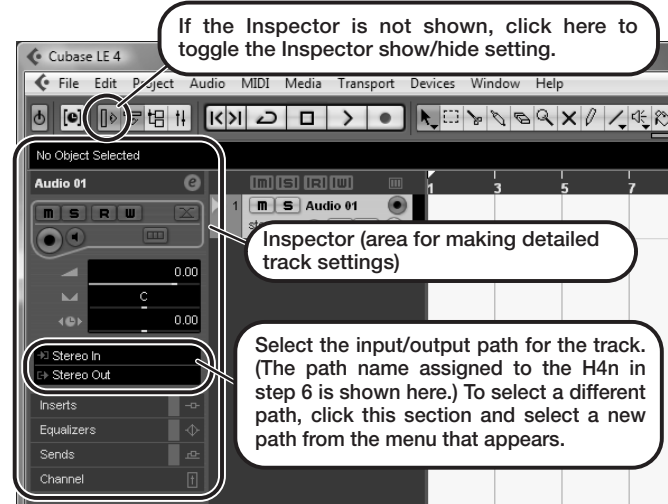 If the Inspector is not shown, click here to
toggle the Inspector show/hide setting.
Cubase LE 4
File Edit Project Audio MIDI Media Transport Devices Window Help
No Object Selected
Audio 01 e
m S R W
1 m S Audio 01
1 3 5 7
Inspector (area for making detailed
track settings)
0.00
C
0.00
Stereo In
Stereo Out
Select the input/output path for the track.
(The path name assigned to the H4n in
step 6 is shown here.) To select a different
path, click this section and select a new
path from the menu that appears.
Inserts
Equalizers
Sends
Channel